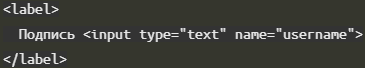 <label>
Подпись <input type="text" name="username">
</label>